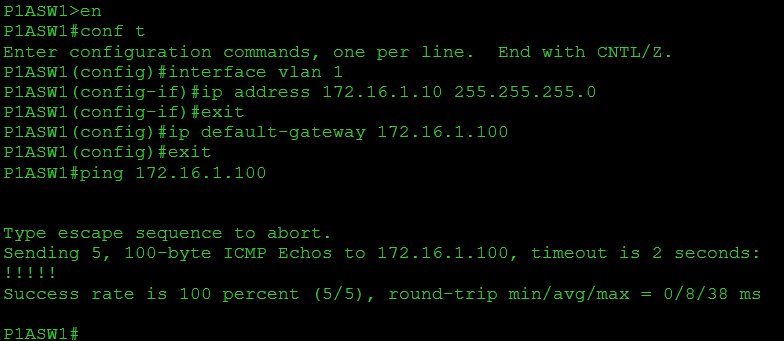 P1ASW1>en
P1ASW1#conf t
Enter configuration commands, one per line.  End with CNTL/Z.
P1ASW1(config)#interface vlan 1
P1ASW1(config-if)#ip address 172.16.1.10 255.255.255.0
P1ASW1(config-if)#exit
P1ASW1(config)#ip default-gateway 172.16.1.100
P1ASW1(config)#exit
P1ASW1#ping 172.16.1.100
Type escape sequence to abort.
Sending 5, 100-byte ICMP Echos to 172.16.1.100, timeout is 2 seconds:
!!!!!
Success rate is 100 percent (5/5), round-trip min/avg/max = 0/8/38 ms
P1ASW1#